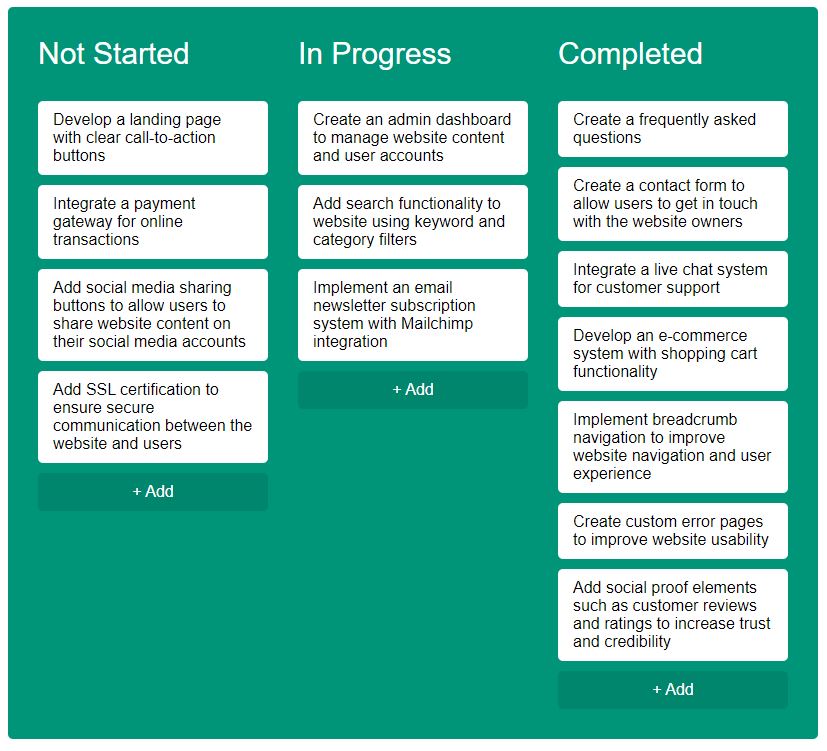 Not Started
Develop a landing page
with clear call-to-action
buttons
Integrate a payment
gateway for online
transactions
Add social media sharing
buttons to allow users to
share website content on
their social media accounts
Add SSL certification to
ensure secure
communication between the
website and users
+ Add
In Progress
Create an admin dashboard
to manage website content
and user accounts
Add search functionality to
website using keyword and
category filters
Implement an email
newsletter subscription
system with Mailchimp
integration
+ Add
Completed
Create a frequently asked
questions
Create a contact form to
allow users to get in touch
with the website owners
Integrate a live chat system
for customer support
Develop an e-commerce
system with shopping cart
functionality
Implement breadcrumb
navigation to improve
website navigation and user
experience
Create custom error pages
to improve website usability
Add social proof elements
such as customer reviews
and ratings to increase trust
and credibility
+ Add